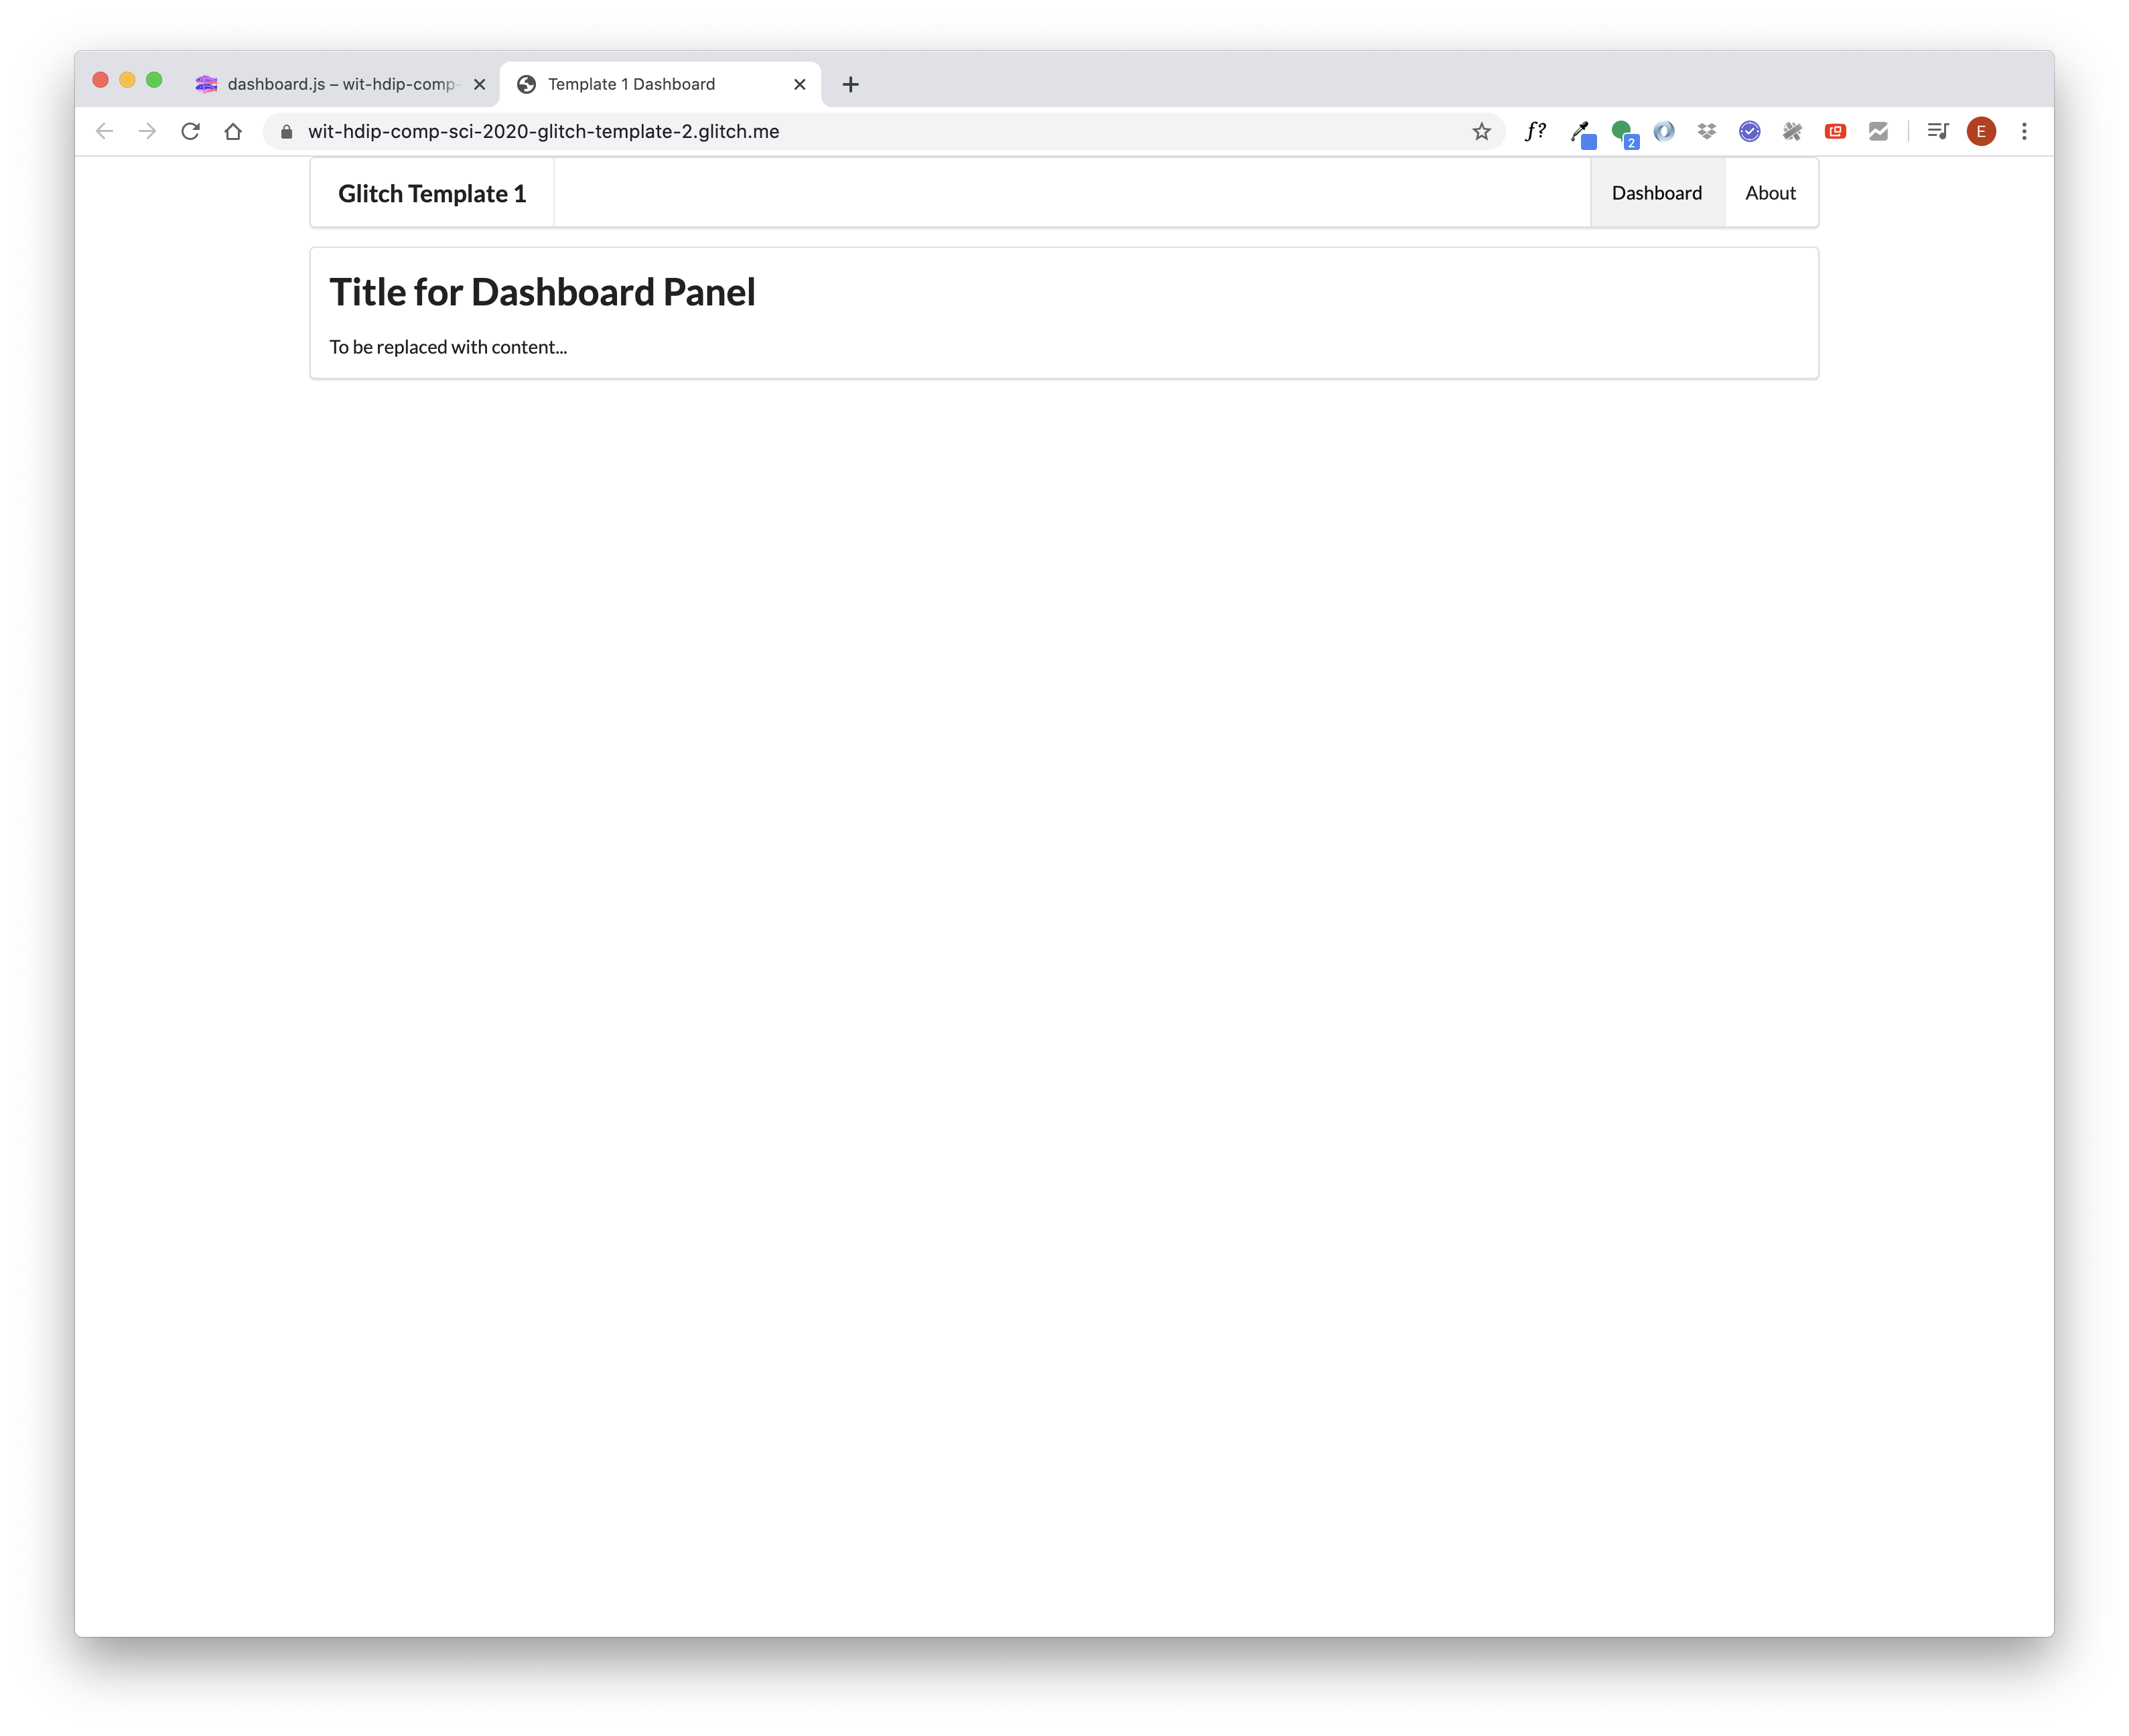 dashboard.js – wit-hdip-comp-
Template 1 Dashboard
wit-hdip-comp-sci-2020-glitch-template-2.glitch.me
f?
2
E
Glitch Template 1
Dashboard
About
Title for Dashboard Panel
To be replaced with content...